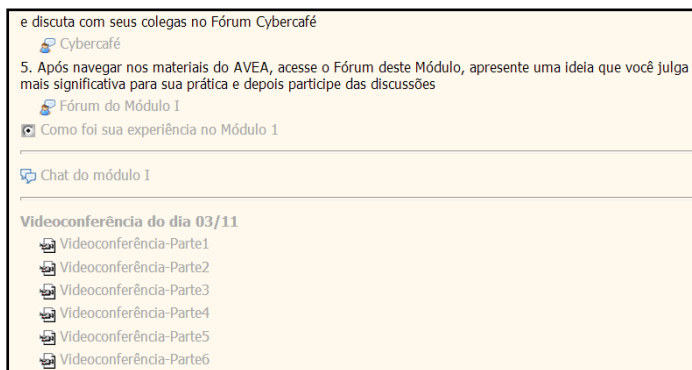 e discuta com seus colegas no Fórum Cybercafé
Cybercafé
5. Após navegar nos materiais do AVEA, acesse o Fórum deste Módulo, apresente uma ideia que você julga
mais significativa para sua prática e depois participe das discussões
Fórum do Módulo I
Como foi sua experiência no Módulo 1
Chat do módulo I
Videoconferência do dia 03/11
Videoconferência-Parte1
Videoconferência-Parte2
Videoconferência-Parte3
Videoconferência-Parte4
Videoconferência-Parte5
Videoconferência-Parte6